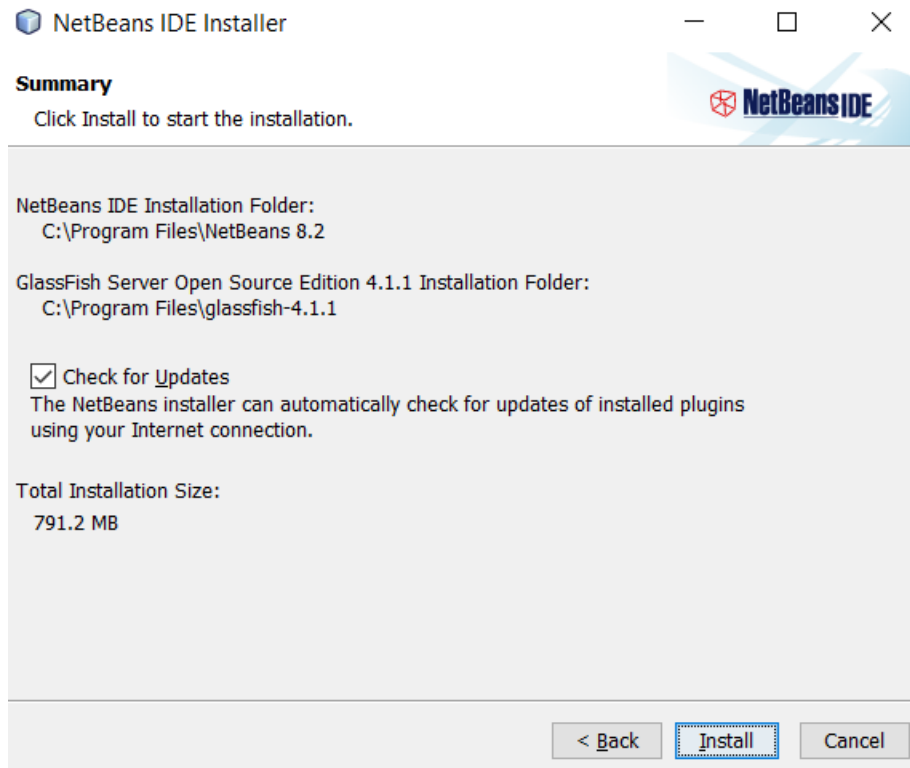 NetBeans IDE Installer
Summary
Click Install to start the installation.
NetBeans IDE
NetBeans IDE Installation Folder:
C:\Program Files\NetBeans 8.2
GlassFish Server Open Source Edition 4.1.1 Installation Folder:
C:\Program Files\glassfish-4.1.1
Check for Updates
The NetBeans installer can automatically check for updates of installed plugins
using your Internet connection.
Total Installation Size:
791.2 MB
< Back Install Cancel